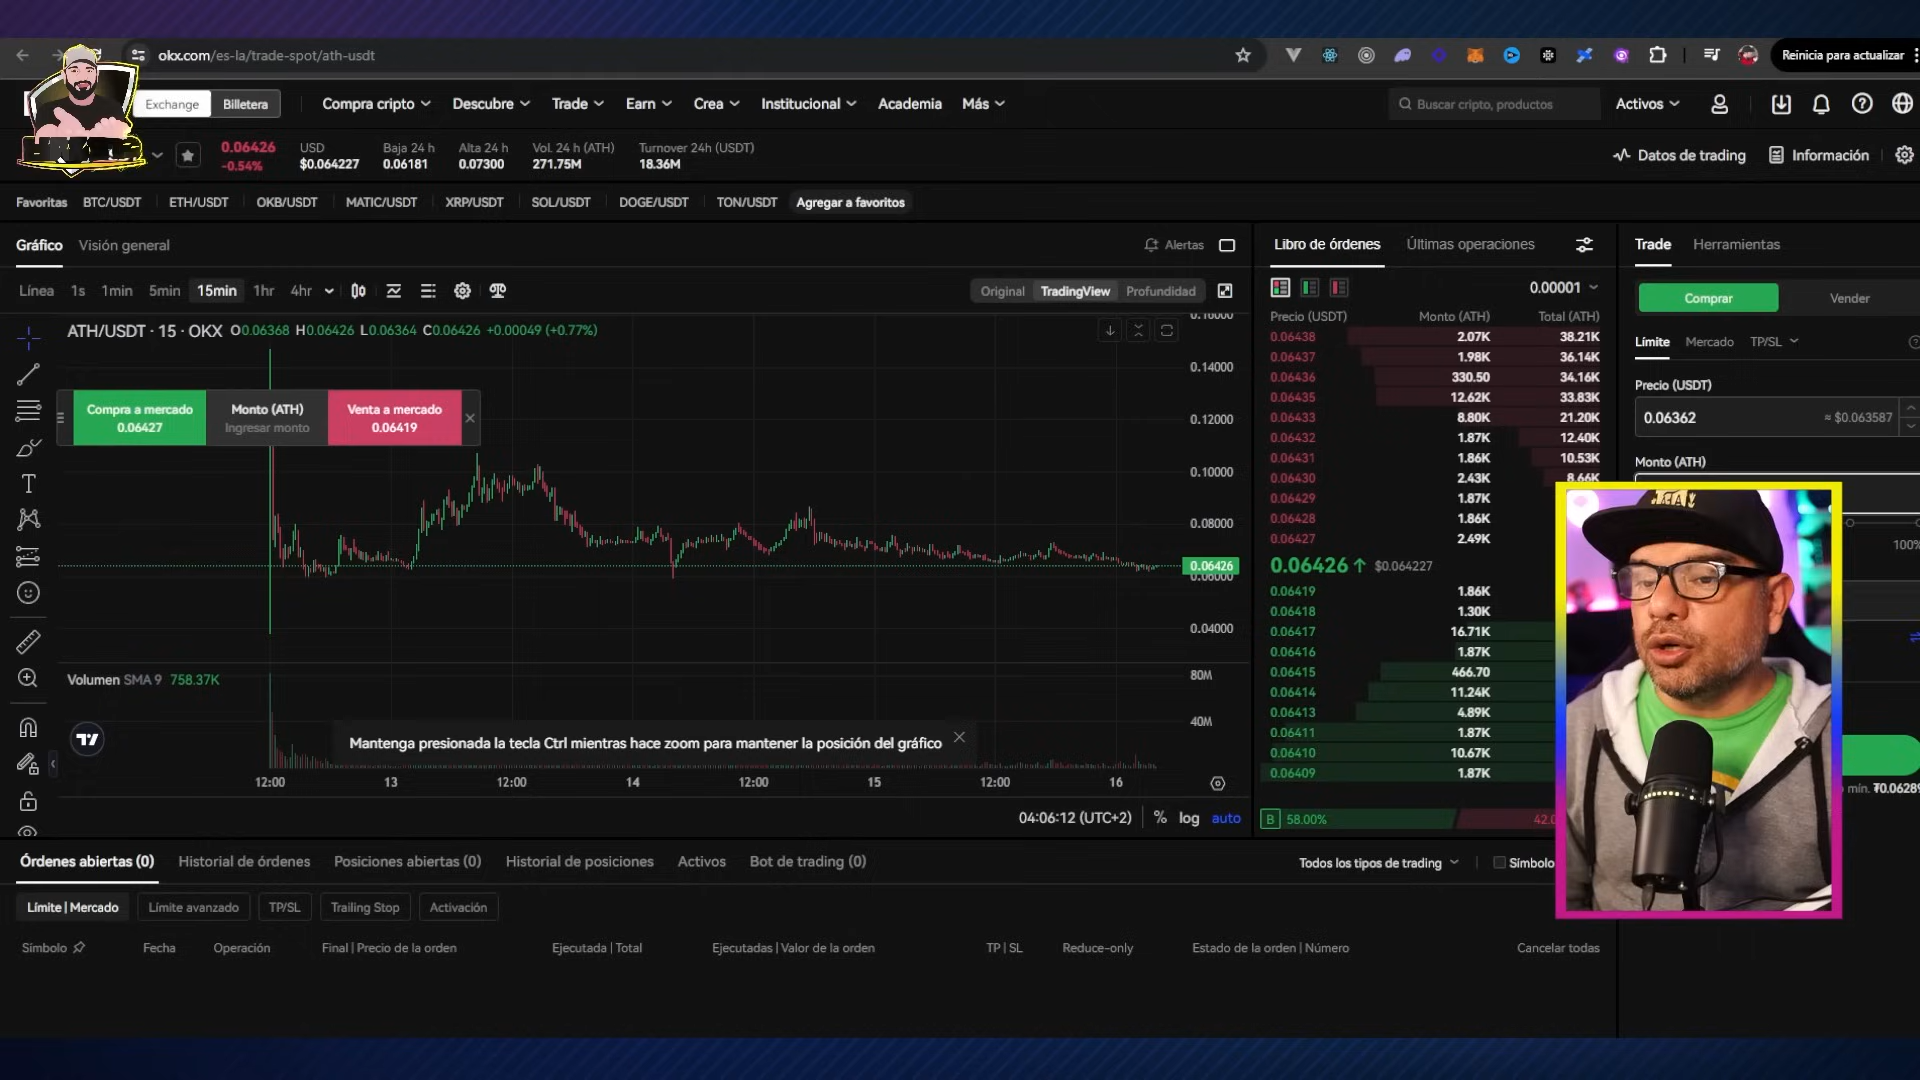 okx.com/es-la/trade-spot/ath-usdt
Reinicia para actualizar
Exchange
Billetera
Compra cripto
Descubre
Trade
Earn
Crea
Institucional
Academia
Más
Buscar cripto, productos
Activos
0.06426
-0.54%
USD
$0.064227
Baja 24 h
0.06181
Alta 24 h
0.07300
Vol. 24 h (ATH)
271.75M
Turnover 24h (USDT)
18.36M
Datos de trading
Información
Favoritas
BTC/USDT
ETH/USDT
OKB/USDT
MATIC/USDT
XRP/USDT
SOL/USDT
DOGE/USDT
TON/USDT
Agregar a favoritos
Gráfico
Visión general
Alertas
Línea
1s
1min
5min
15min
1hr
4hr
Original
TradingView
Profundidad
ATH/USDT · 15 · OKX
O0.06368 H0.06426 L0.06364 C0.06426 +0.00049 (+0.77%)
Compra a mercado
0.06427
Monto (ATH)
Ingresar monto
Venta a mercado
0.06419
0.16000
0.14000
0.12000
0.10000
0.08000
0.06426
0.06000
0.04000
80M
40M
Volumen SMA 9 758.37K
Mantenga presionada la tecla Ctrl mientras hace zoom para mantener la posición del gráfico
12:00
13
12:00
14
12:00
15
12:00
16
04:06:12 (UTC+2)
%
log
auto
Libro de órdenes
Últimas operaciones
0.00001
Precio (USDT) Monto (ATH) Total (ATH)
0.06438 2.07K 38.21K
0.06437 1.98K 36.14K
0.06436 330.50 34.16K
0.06435 12.62K 33.83K
0.06433 8.80K 21.20K
0.06432 1.87K 12.40K
0.06431 1.86K 10.53K
0.06430 2.43K 8.66K
0.06429 1.87K
0.06428 1.86K
0.06427 2.49K
0.06426↑ $0.064227
0.06419 1.86K
0.06418 1.30K
0.06417 16.71K
0.06416 1.87K
0.06415 466.70
0.06414 11.24K
0.06413 4.89K
0.06411 1.87K
0.06410 10.67K
0.06409 1.87K
B 58.00%
42.0
Trade
Herramientas
Comprar
Vender
Límite
Mercado
TP/SL
Precio (USDT)
0.06362
≈ $0.063587
Monto (ATH)
100%
mín.
0.06289
Órdenes abiertas (0)
Historial de órdenes
Posiciones abiertas (0)
Historial de posiciones
Activos
Bot de trading (0)
Todos los tipos de trading
Símbolo
Límite | Mercado
Límite avanzado
TP/SL
Trailing Stop
Activación
Símbolo
Fecha
Operación
Final | Precio de la orden
Ejecutada | Total
Ejecutadas | Valor de la orden
TP | SL
Reduce-only
Estado de la orden | Número
Cancelar todas